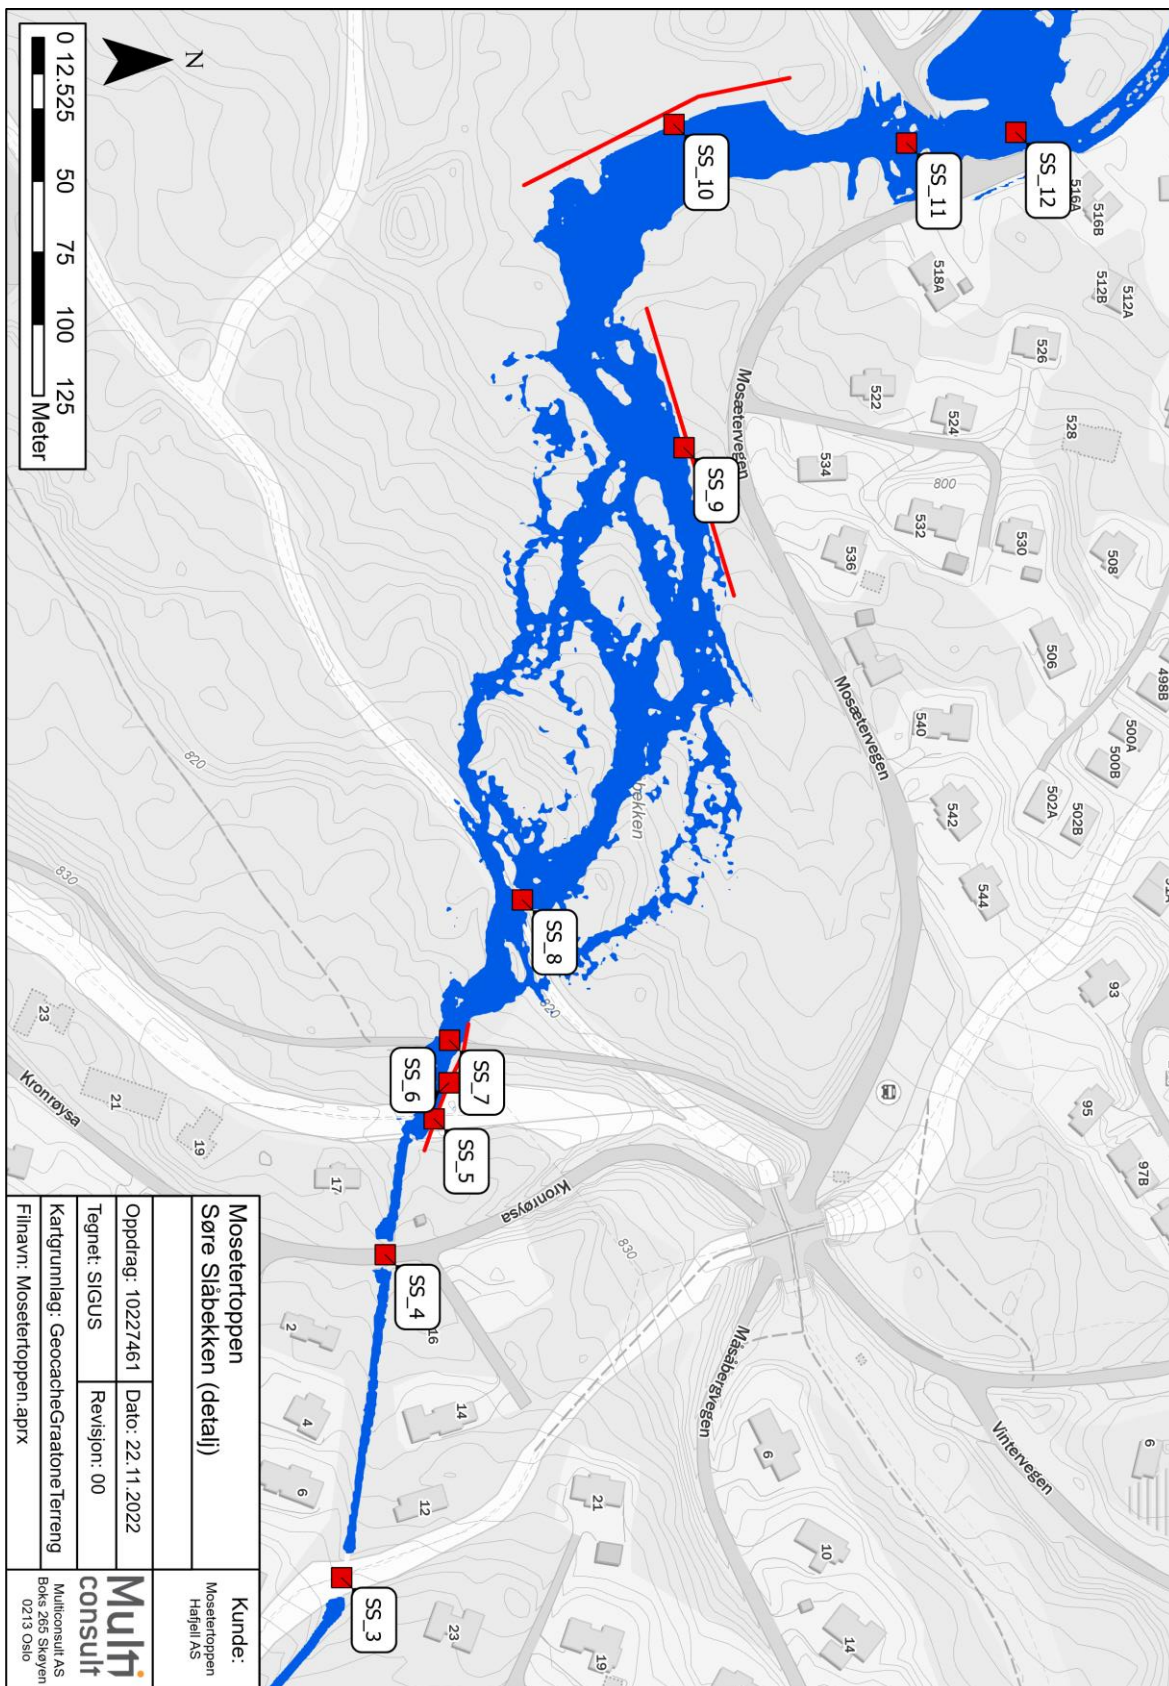 498B
6
97B
512A
500A
508
93
512B
516B
500B
95
516A
528
502B
SS_12
506
502A
526
530
Vintervegen
544
524
800
542
518A
SS_11
532
540
522
534
536
Mosætervegen
14
10
6
Mosætervegen
Måsåbergvegen
SS_10
SS_9
bekken
830
19
21
SS_8
820
Kronrøysa
SS_7
SS_5
23
SS_6
16
SS_4
14
12
SS_3
17
2
4
6
820
19
21
830
23
Kronrøysa
N
0 12.525 50 75 100 125
Meter
Mosetertoppen
Søre Slåbekken (detalj)
Kunde:
Mosetertoppen
Hafjell AS
Oppdrag: 10227461
Dato: 22.11.2022
Tegnet: SIGUS
Revisjon: 00
Kartgrunnlag: GeocacheGraatoneTerreng
Filnavn: Mosetertoppen.aprx
Multi
consult
Multiconsult AS
Boks 265 Skøyen
0213 Oslo